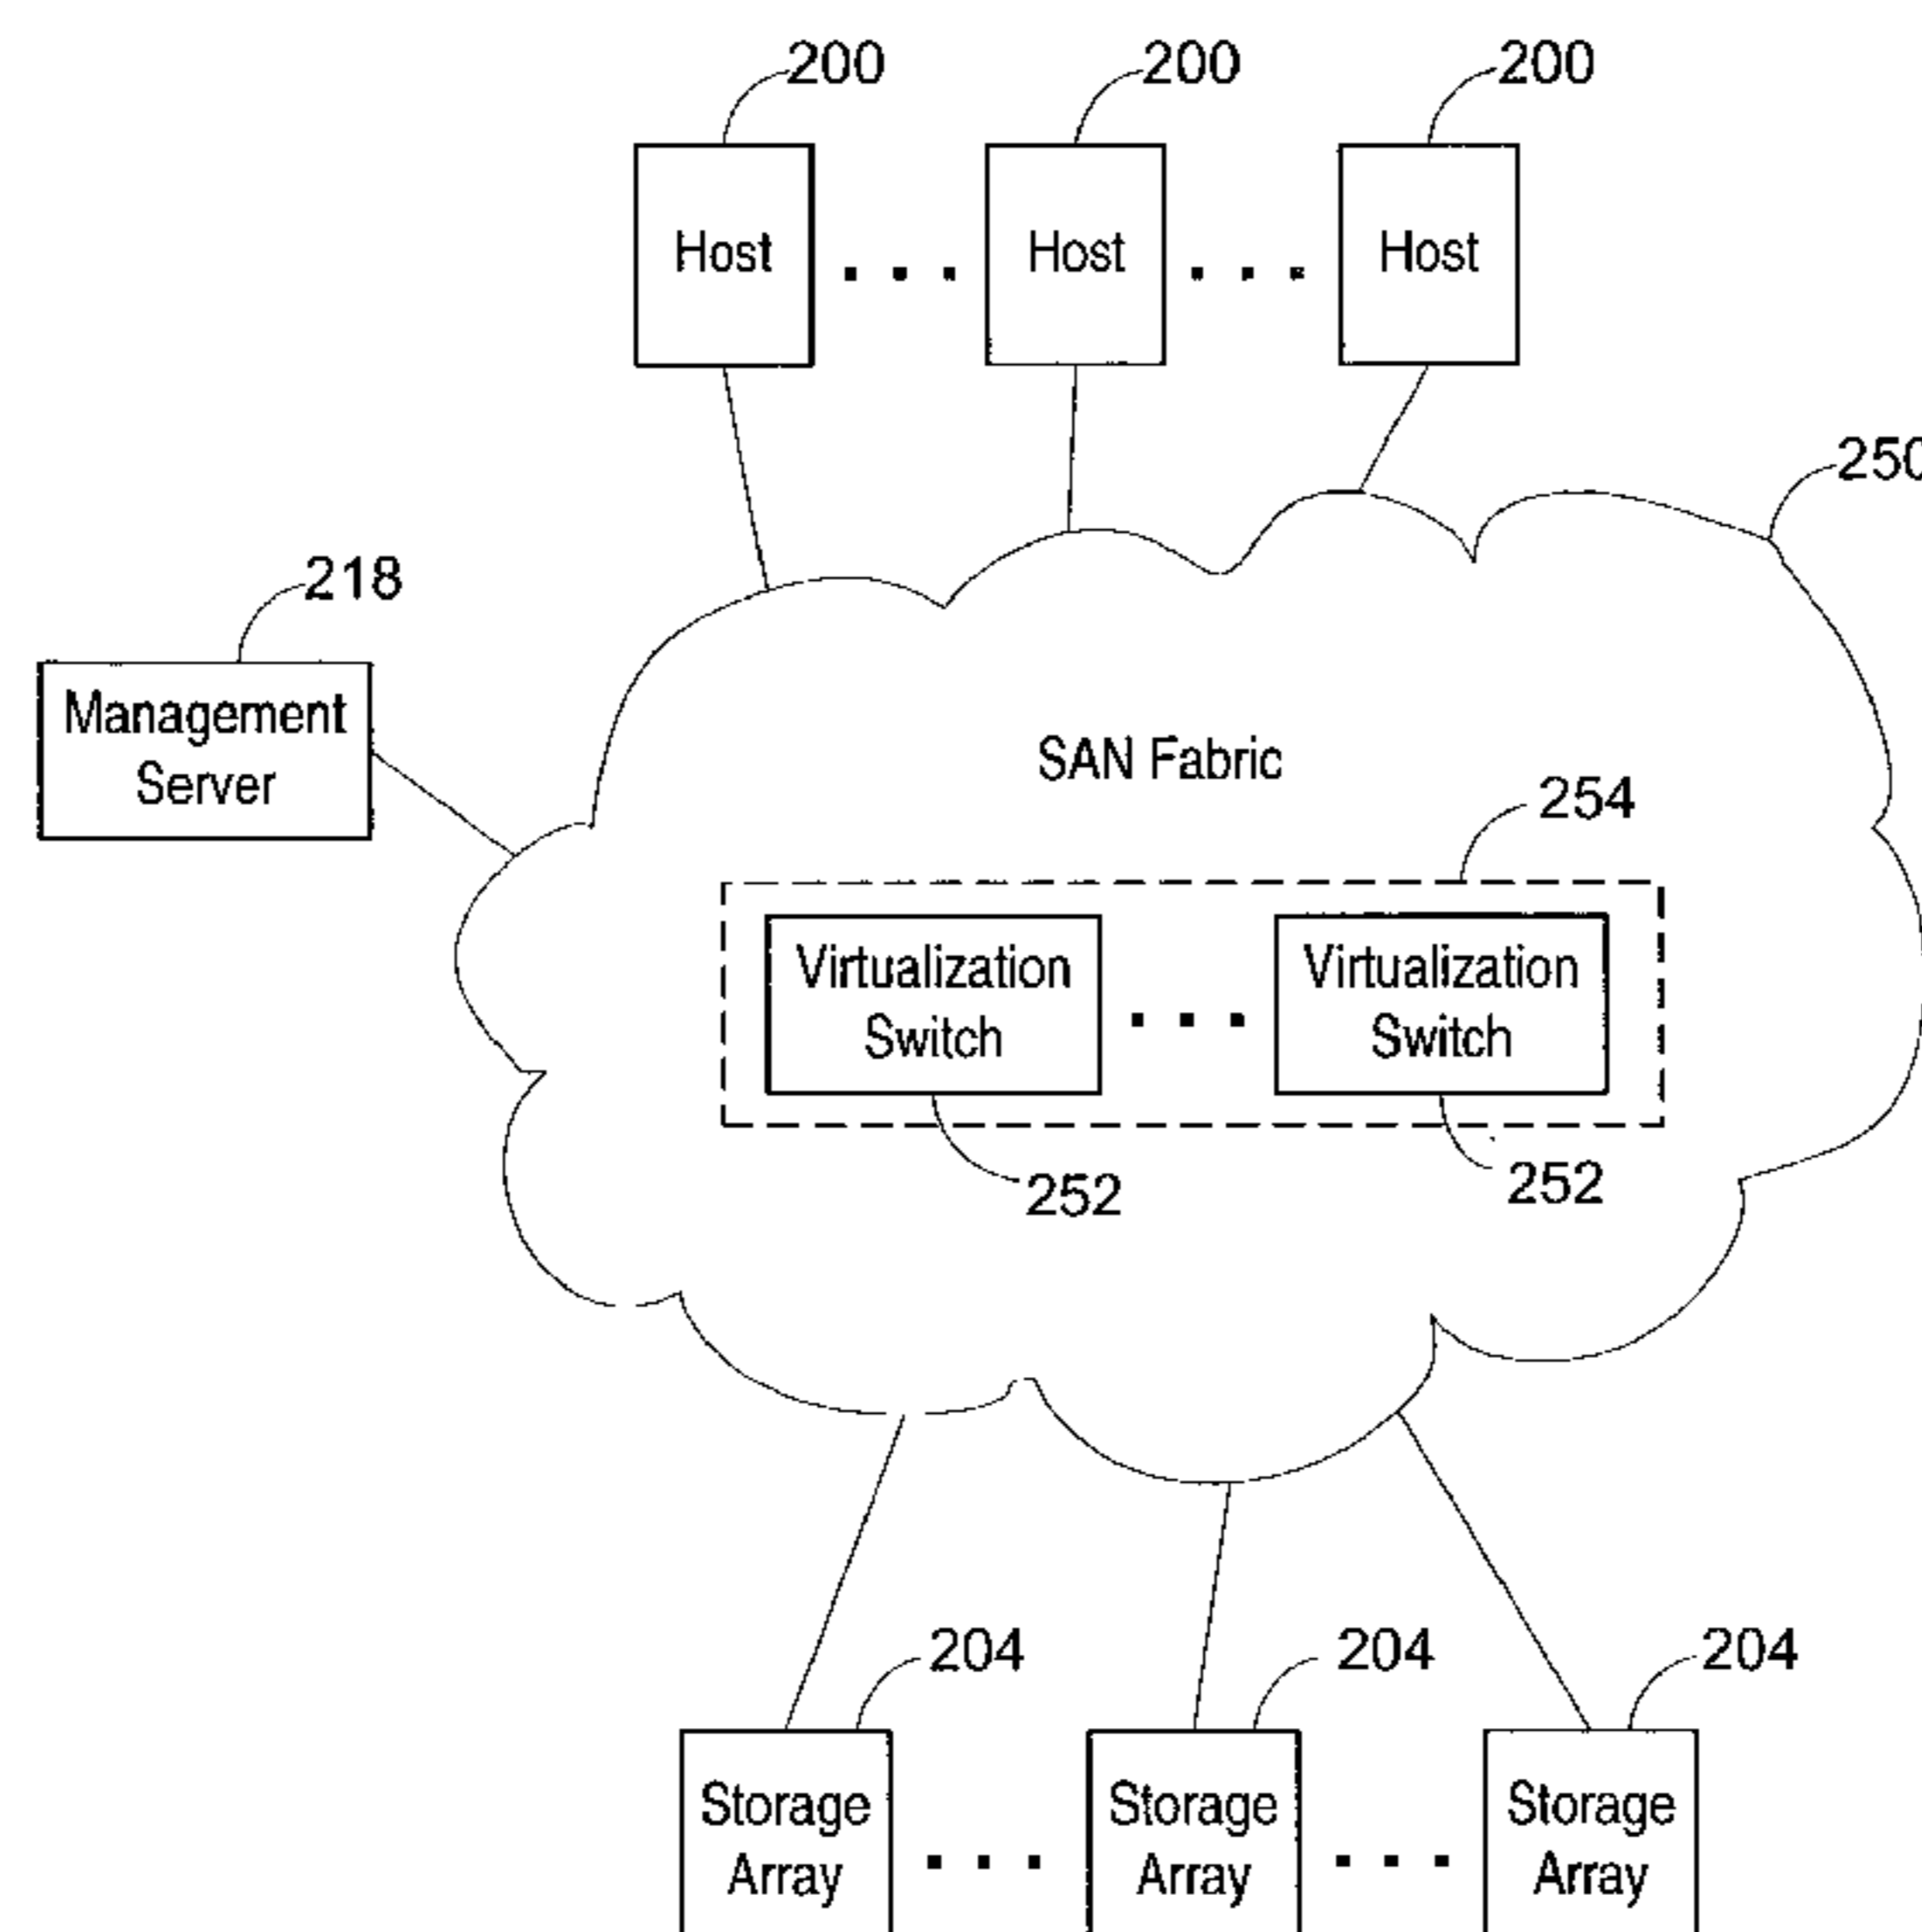 200 200 200
Host ... Host ... Host
250
218
Management
Server
SAN Fabric
254
Virtualization
Switch
...
Virtualization
Switch
252 252
204 204 204
Storage
Array
...
Storage
Array
...
Storage
Array